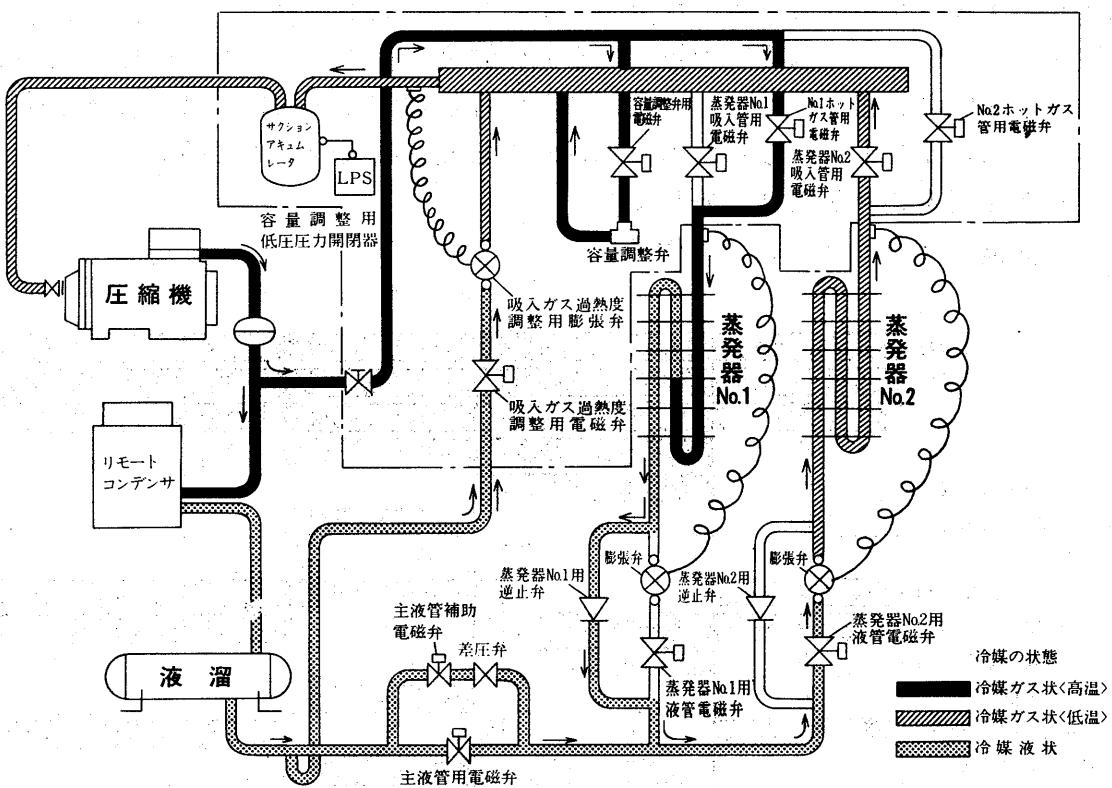 サクション
アキュム
レータ
LPS
容量調整用
低圧圧力開閉器
圧縮機
リモート
コンデンサ
液溜
容量調整弁用
電磁弁
蒸発器No.1
吸入管用
電磁弁
No.1ホット
ガス管用
電磁弁
蒸発器No.2
吸入管用
電磁弁
No.2ホットガス
管用電磁弁
容量調整弁
吸入ガス過熱度
調整用膨張弁
吸入ガス過熱度
調整用電磁弁
蒸発器
No.1
蒸発器
No.2
蒸発器No.1用
逆止弁
膨張弁
蒸発器No.2用
逆止弁
膨張弁
主液管補助
電磁弁
差圧弁
蒸発器No.1用
液管電磁弁
蒸発器No.2用
液管電磁弁
主液管用電磁弁
冷媒の状態
冷媒ガス状〈高温〉
冷媒ガス状〈低温〉
冷媒液状